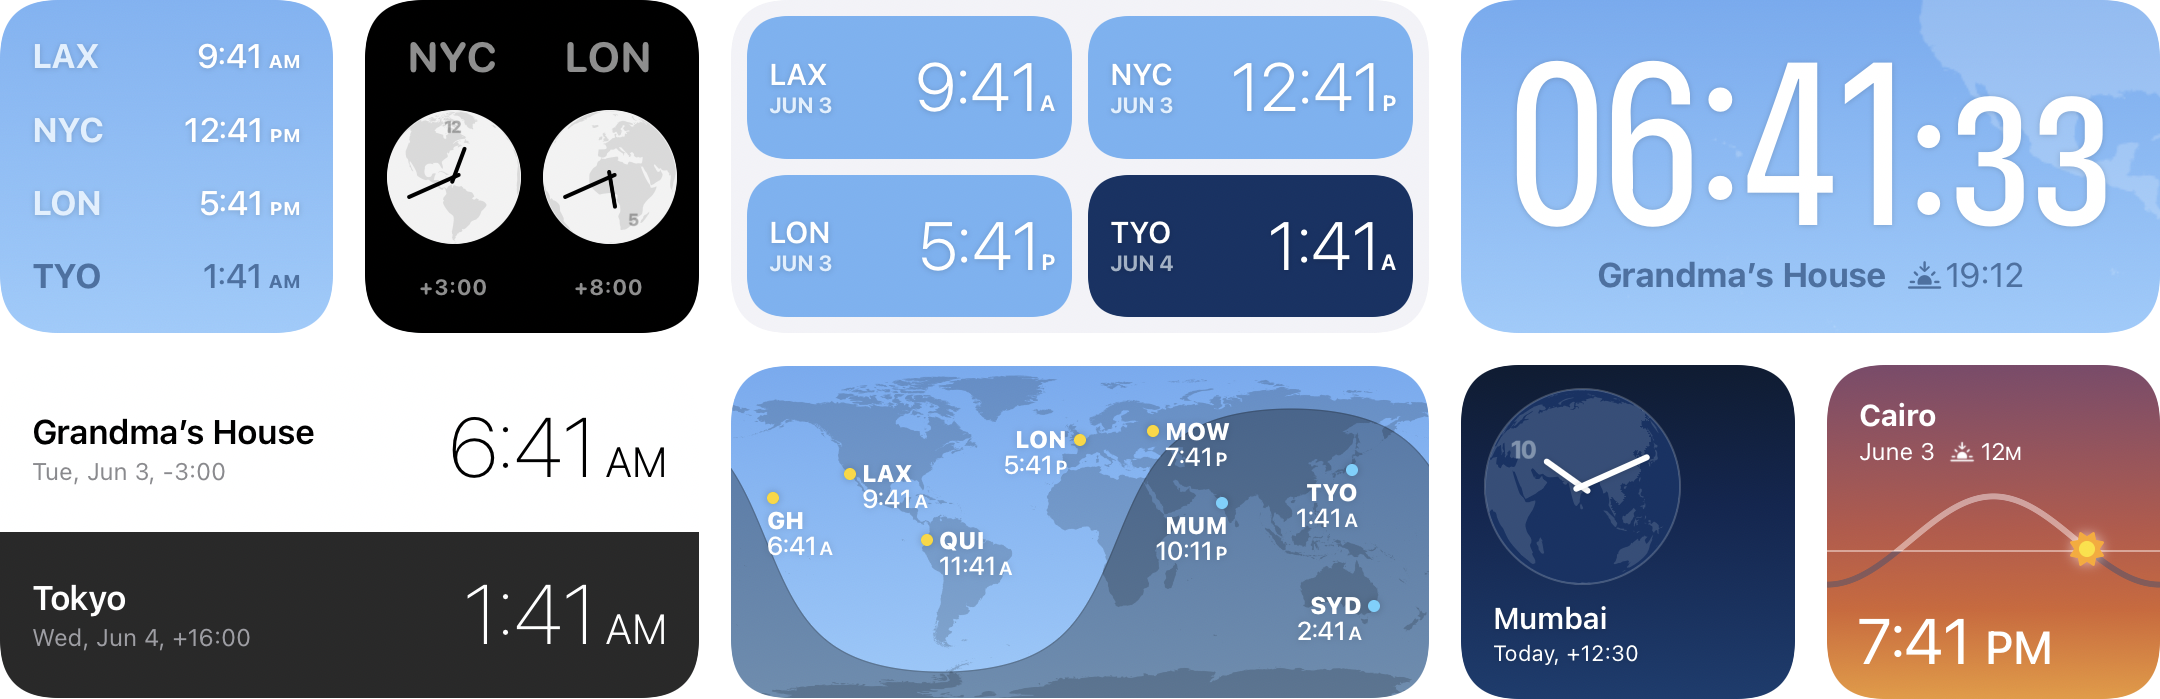 LAX 9:41 AM
NYC 12:41 PM
LON 5:41 PM
TYO 1:41 AM
NYC LON
12
5
+3:00 +8:00
LAX 9:41A
JUN 3
NYC 12:41P
JUN 3
LON 5:41P
JUN 3
TYO 1:41A
JUN 4
06:41:33
Grandma’s House 19:12
Grandma’s House
Tue, Jun 3, -3:00
6:41 AM
Tokyo
Wed, Jun 4, +16:00
1:41 AM
LON
5:41P
MOW
7:41P
LAX
9:41A
GH
6:41A
QUI
11:41A
MUM
10:11P
TYO
1:41A
SYD
2:41A
10
Mumbai
Today, +12:30
Cairo
June 3 12M
7:41 PM